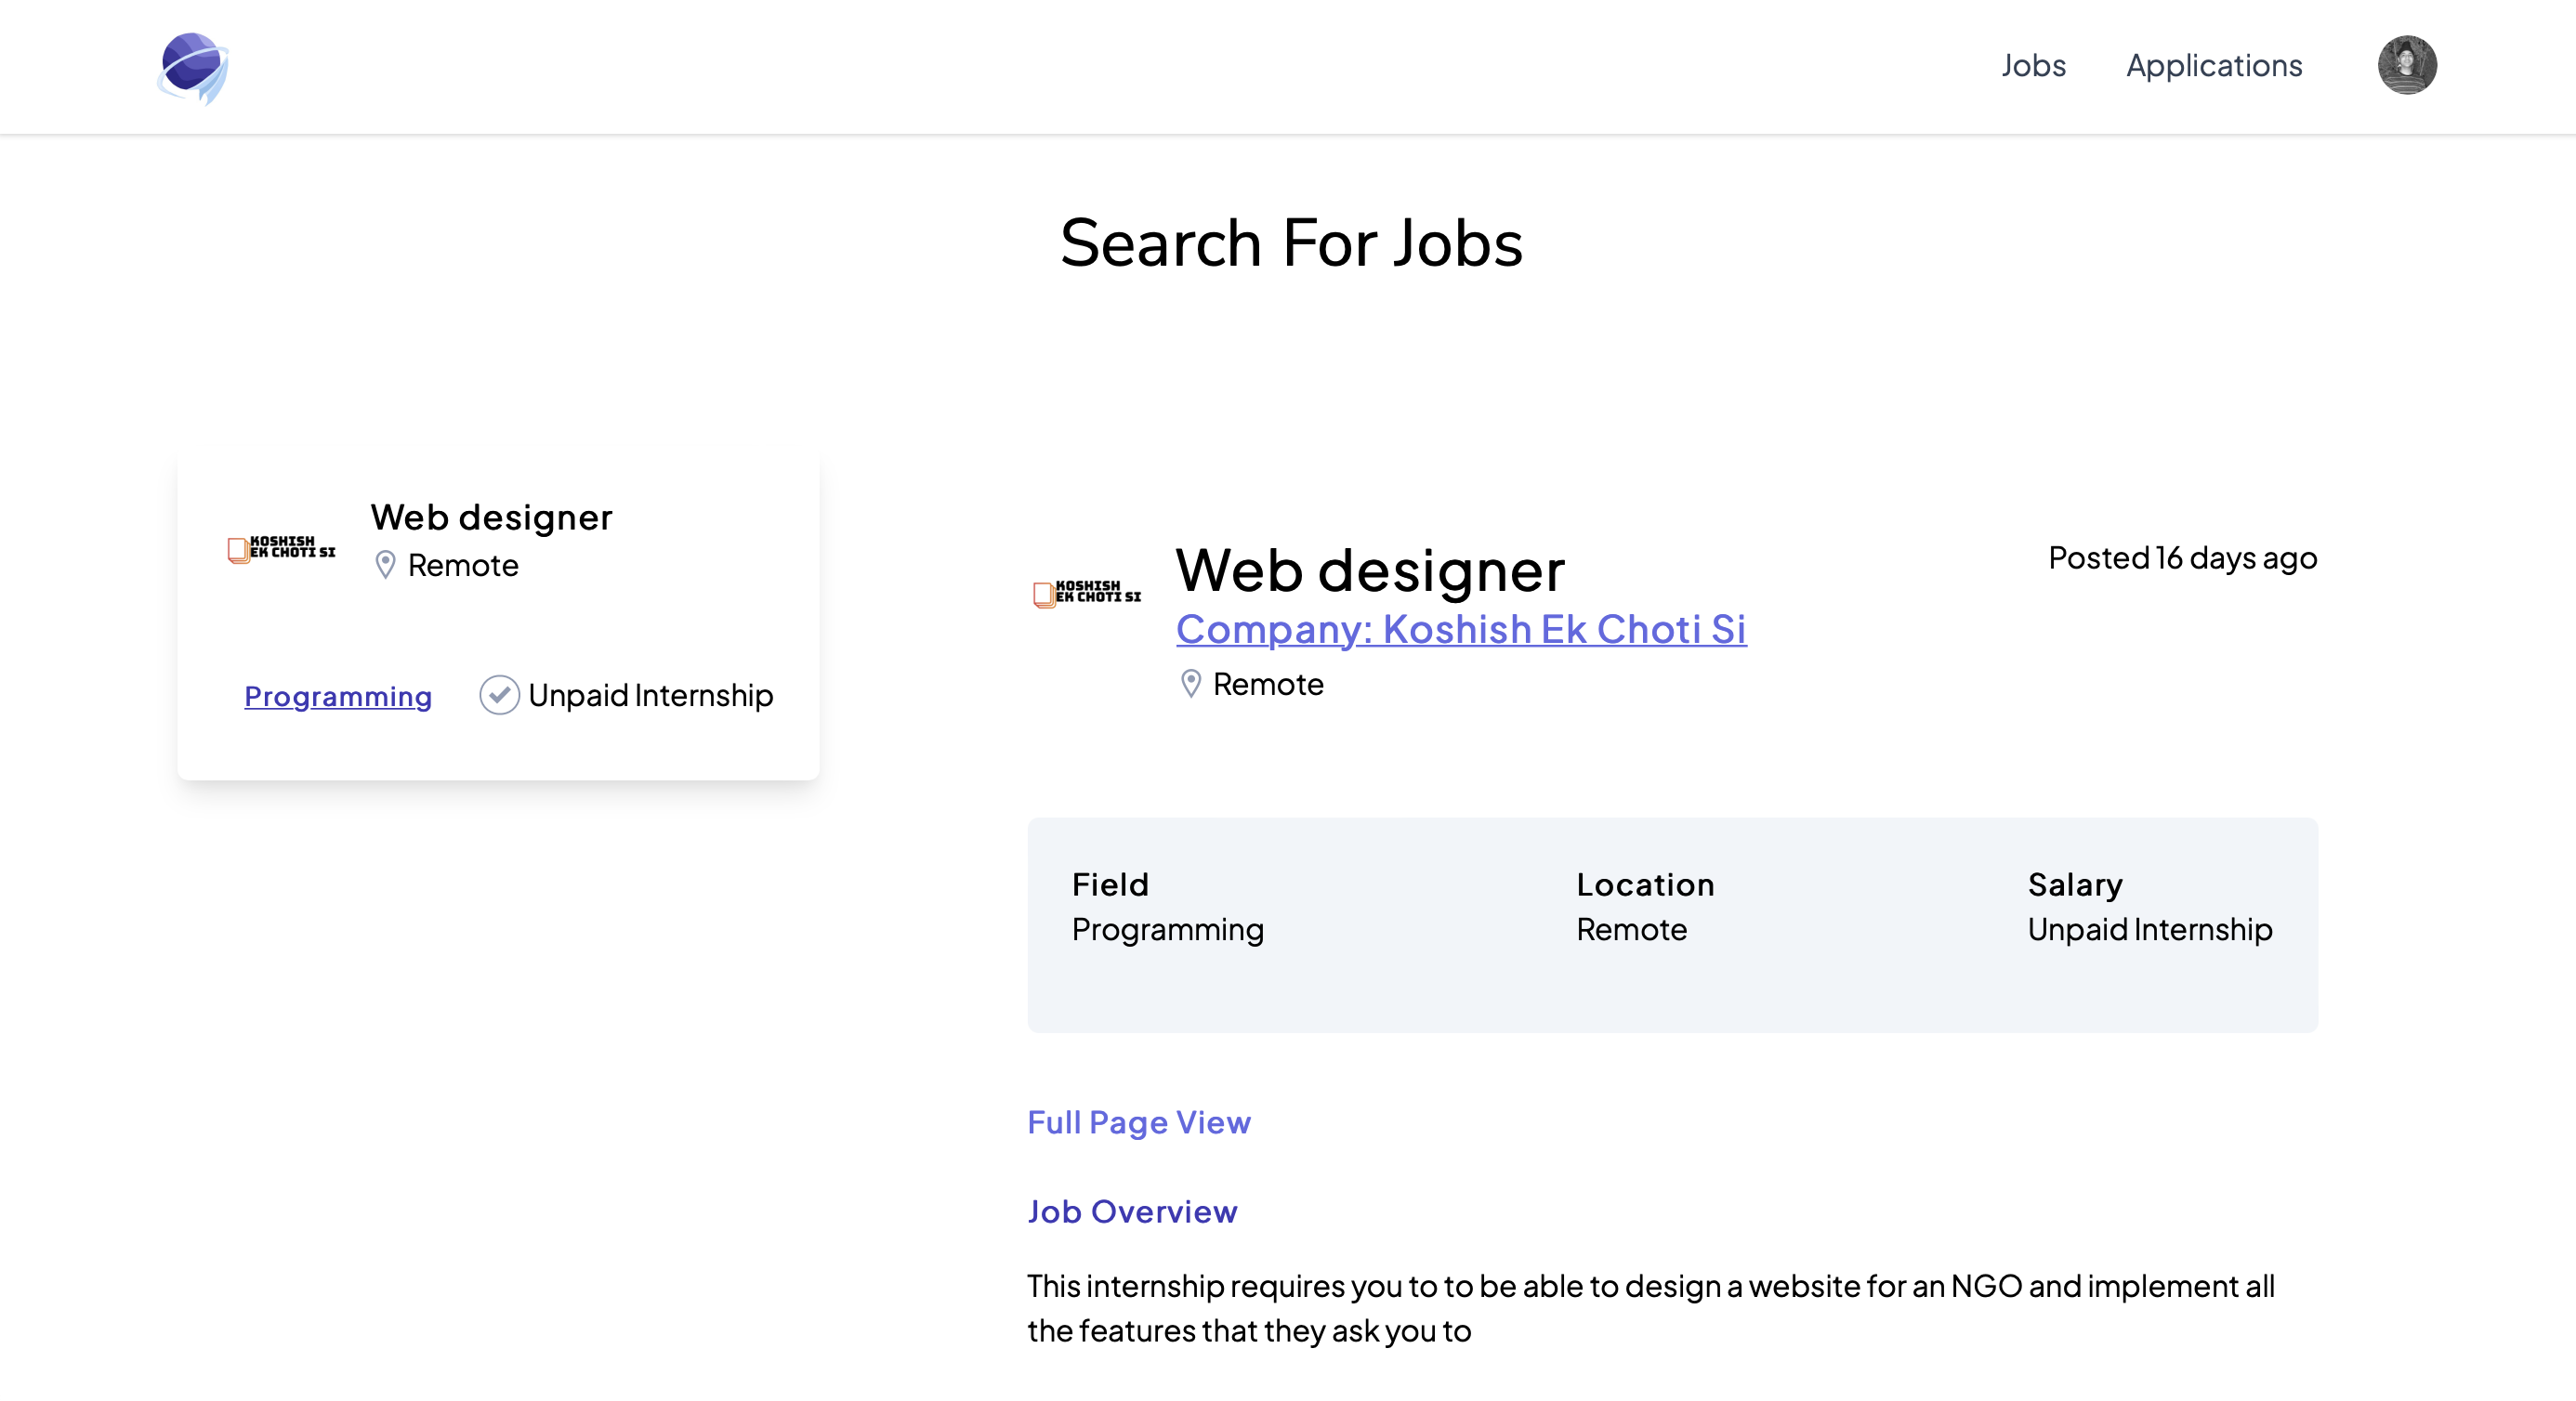 Jobs
Applications
Search For Jobs
KOSHISH
EK CHOTI SI
Web designer
Remote
Programming
Unpaid Internship
KOSHISH
EK CHOTI SI
Web designer
Company: Koshish Ek Choti Si
Remote
Posted 16 days ago
Field
Programming
Location
Remote
Salary
Unpaid Internship
Full Page View
Job Overview
This internship requires you to to be able to design a website for an NGO and implement all
the features that they ask you to